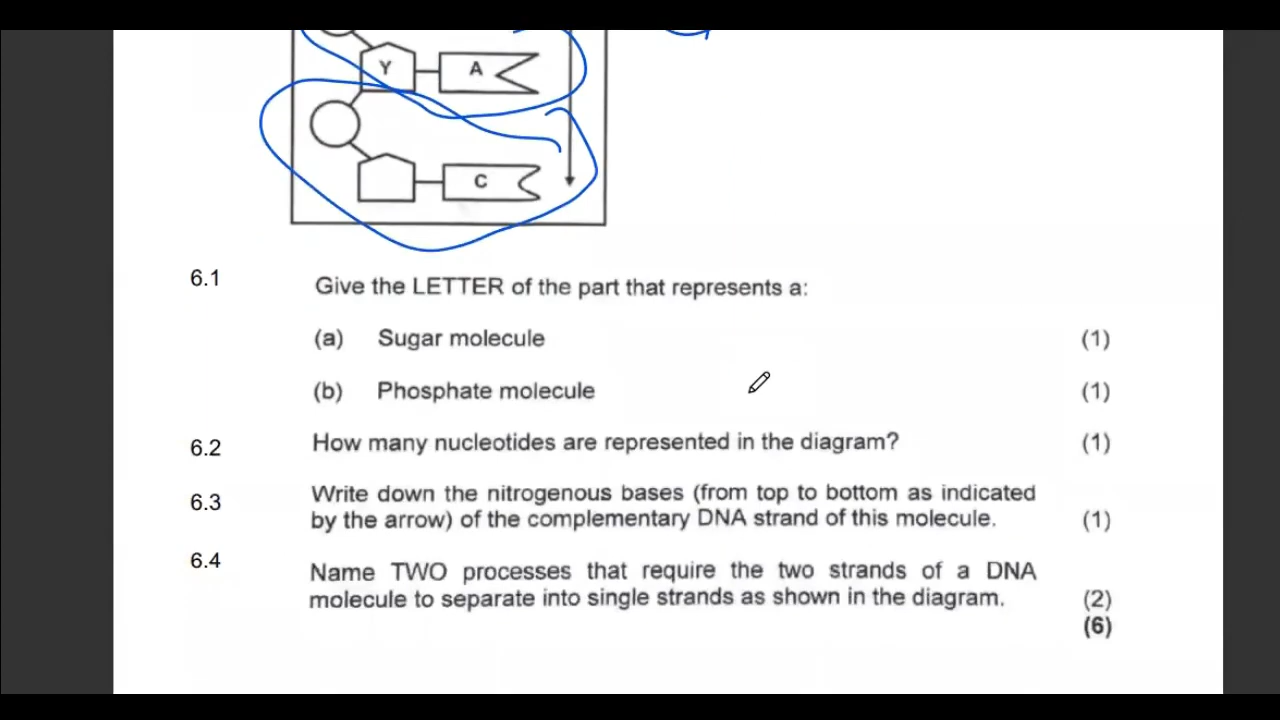 Y
A
C
6.1
Give the LETTER of the part that represents a:
(a) Sugar molecule (1)
(b) Phosphate molecule (1)
6.2 How many nucleotides are represented in the diagram? (1)
6.3 Write down the nitrogenous bases (from top to bottom as indicated
by the arrow) of the complementary DNA strand of this molecule. (1)
6.4 Name TWO processes that require the two strands of a DNA
molecule to separate into single strands as shown in the diagram. (2)
(6)